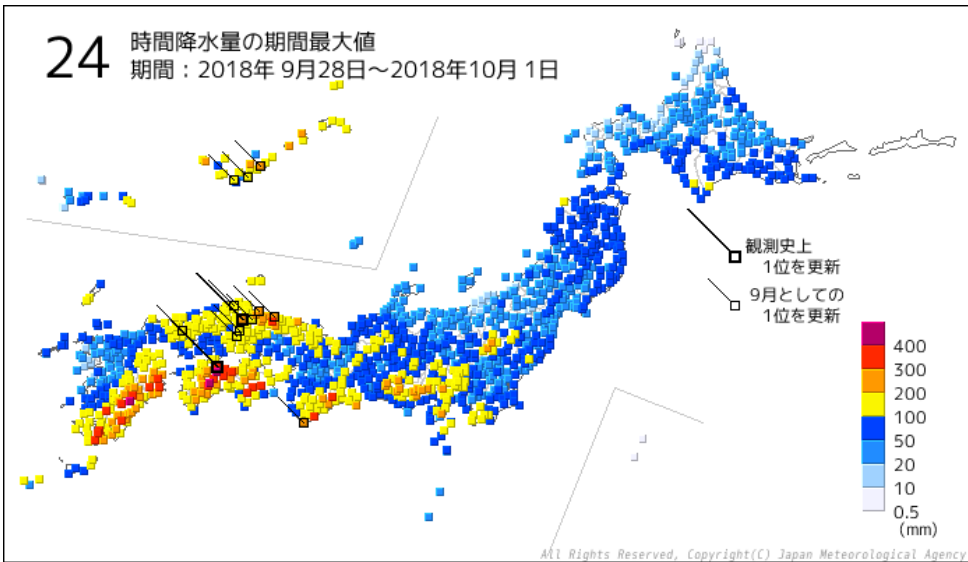 24 時間降水量の期間最大値
期間：2018年 9月28日～2018年10月 1日
観測史上
1位を更新
9月としての
1位を更新
400
300
200
100
50
20
10
0.5
(mm)
All Rights Reserved, Copyright(C) Japan Meteorological Agency